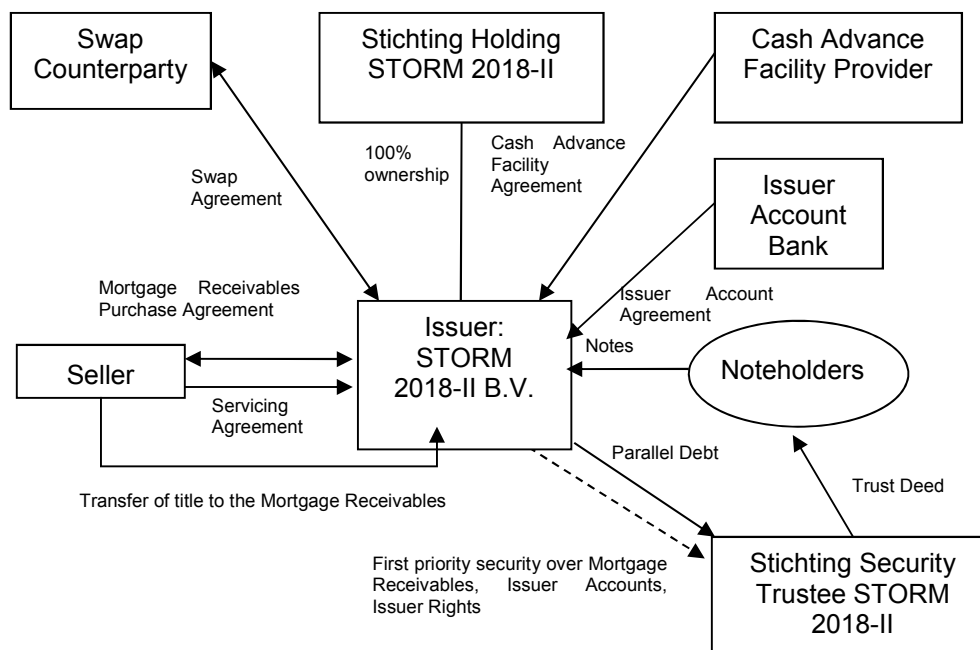 Swap
Counterparty
Stichting Holding
STORM 2018-II
Cash Advance
Facility Provider
100%
ownership
Cash Advance
Facility
Agreement
Swap
Agreement
Issuer
Account
Bank
Mortgage Receivables
Purchase Agreement
Issuer Account
Agreement
Issuer:
STORM
2018-II B.V.
Notes
Seller
Noteholders
Servicing
Agreement
Parallel Debt
Trust Deed
Transfer of title to the Mortgage Receivables
First priority security over Mortgage
Receivables, Issuer Accounts,
Issuer Rights
Stichting Security
Trustee STORM
2018-II